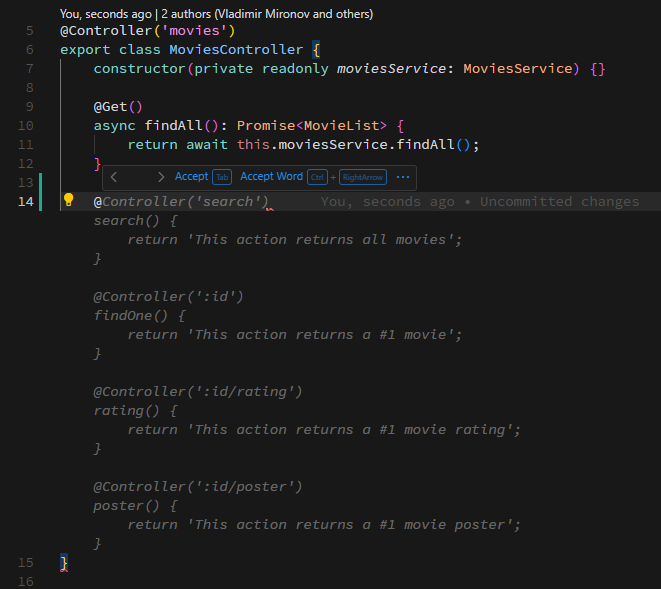 You, seconds ago | 2 authors (Vladimir Mironov and others)
5 @Controller('movies')
6 export class MoviesController {
7 constructor(private readonly moviesService: MoviesService) {}
8
9 @Get()
10 async findAll(): Promise<MovieList> {
11 return await this.moviesService.findAll();
12 }
Accept Tab Accept Word Ctrl + RightArrow ···
13
14 @Controller('search') You, seconds ago • Uncommitted changes
search() {
return 'This action returns all movies';
}
@Controller(':id')
findOne() {
return 'This action returns a #1 movie';
}
@Controller(':id/rating')
rating() {
return 'This action returns a #1 movie rating';
}
@Controller(':id/poster')
poster() {
return 'This action returns a #1 movie poster';
}
15 }
16